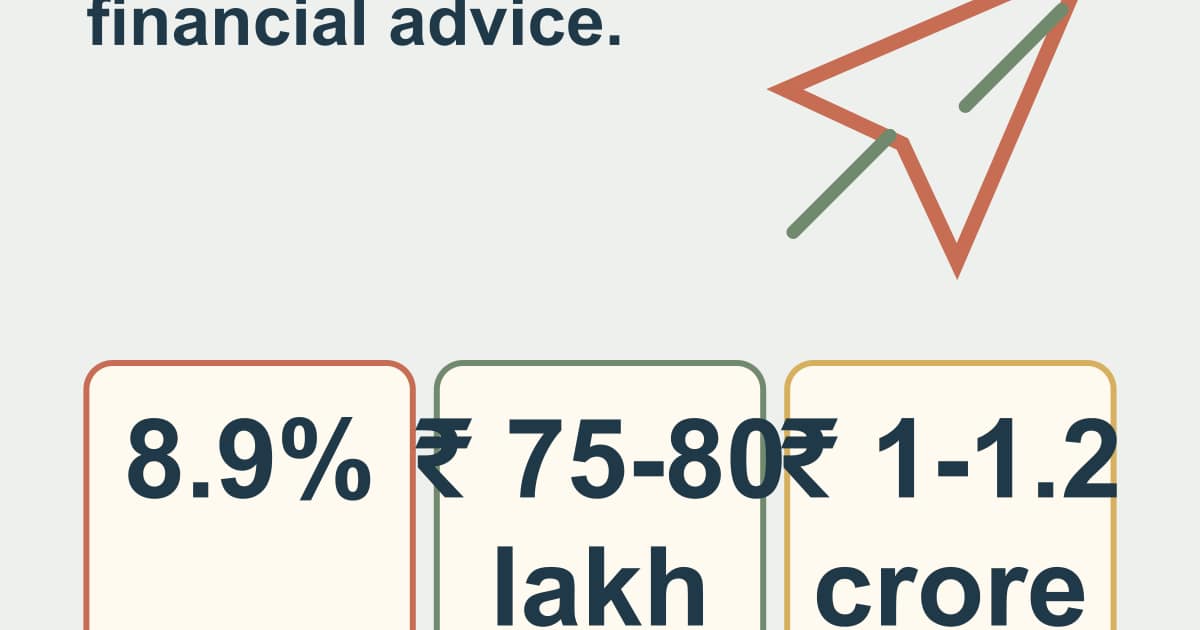 financial advice.
8.9%
₹ 75-80
lakh
₹ 1-1.2
crore